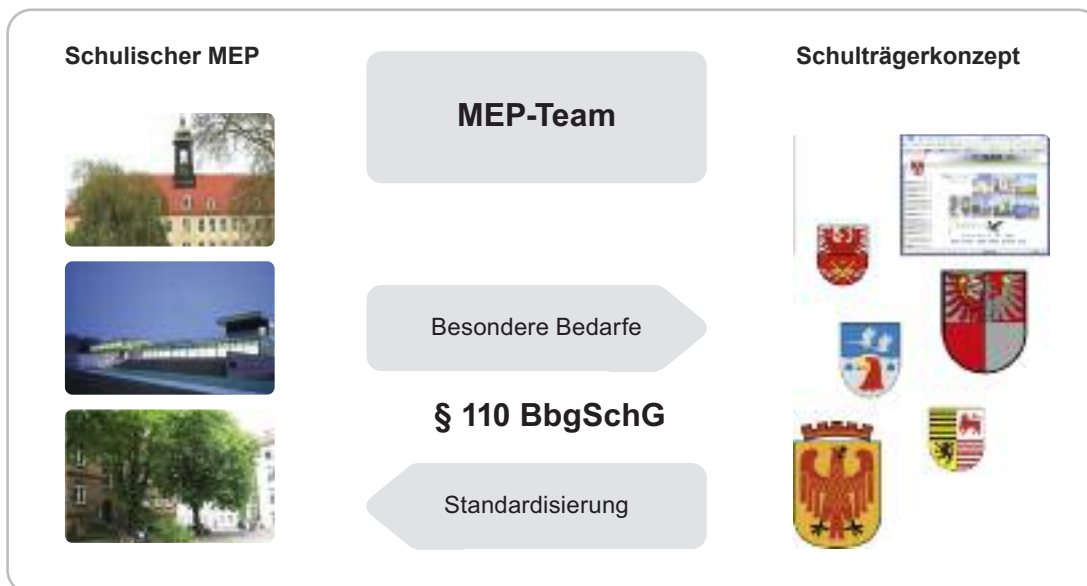 Schulischer MEP
MEP-Team
Schulträgerkonzept
Besondere Bedarfe
§ 110 BbgSchG
Standardisierung